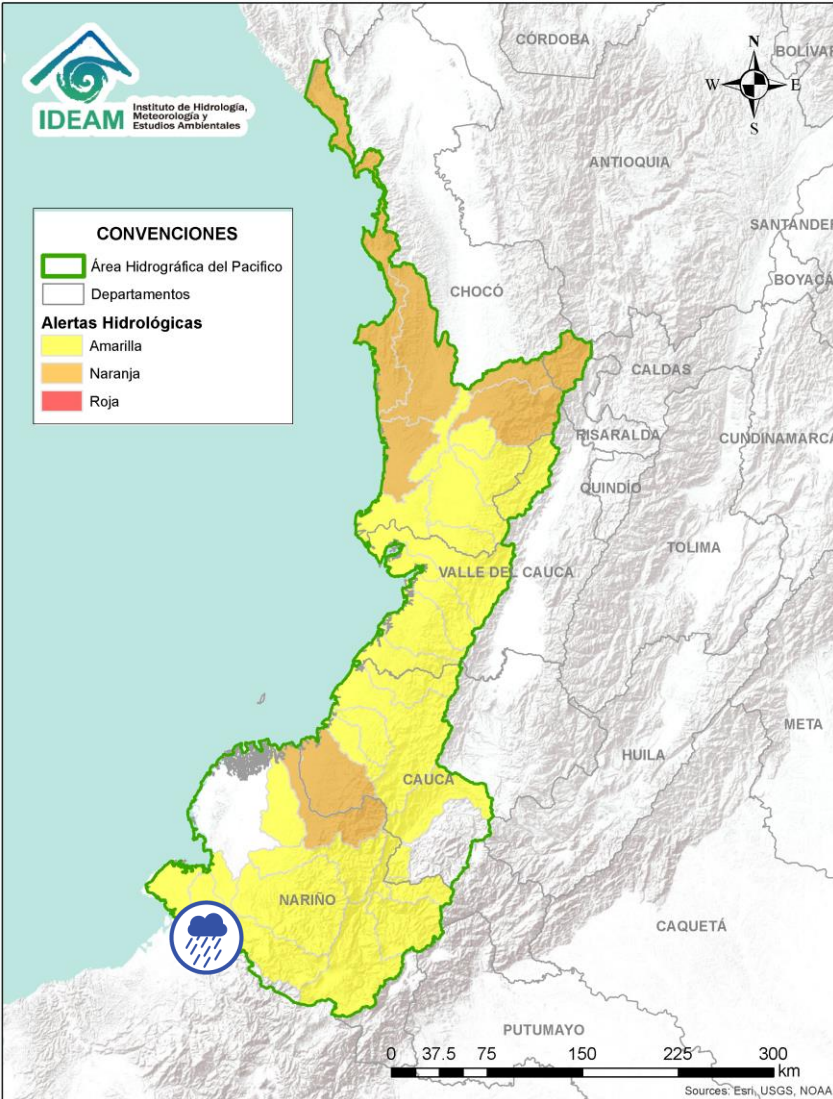 IDEAM
Instituto de Hidrología,
Meteorología y
Estudios Ambientales
N
W
E
S
CONVENCIONES
Área Hidrográfica del Pacifico
Departamentos
Alertas Hidrológicas
Amarilla
Naranja
Roja
CÓRDOBA
BOLÍVAR
ANTIOQUIA
SANTANDER
BOYACÁ
CHOCÓ
CALDAS
RISARALDA
CUNDINAMARCA
QUINDÍO
TOLIMA
VALLE DEL CAUCA
META
HUILA
CAUCA
NARIÑO
CAQUETÁ
PUTUMAYO
0 37.5 75 150 225 300
km
Sources: Esri, USGS, NOAA